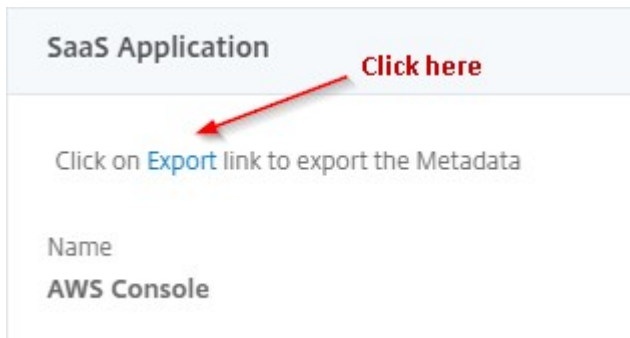 SaaS Application
Click here
Click on Export link to export the Metadata
Name
AWS Console